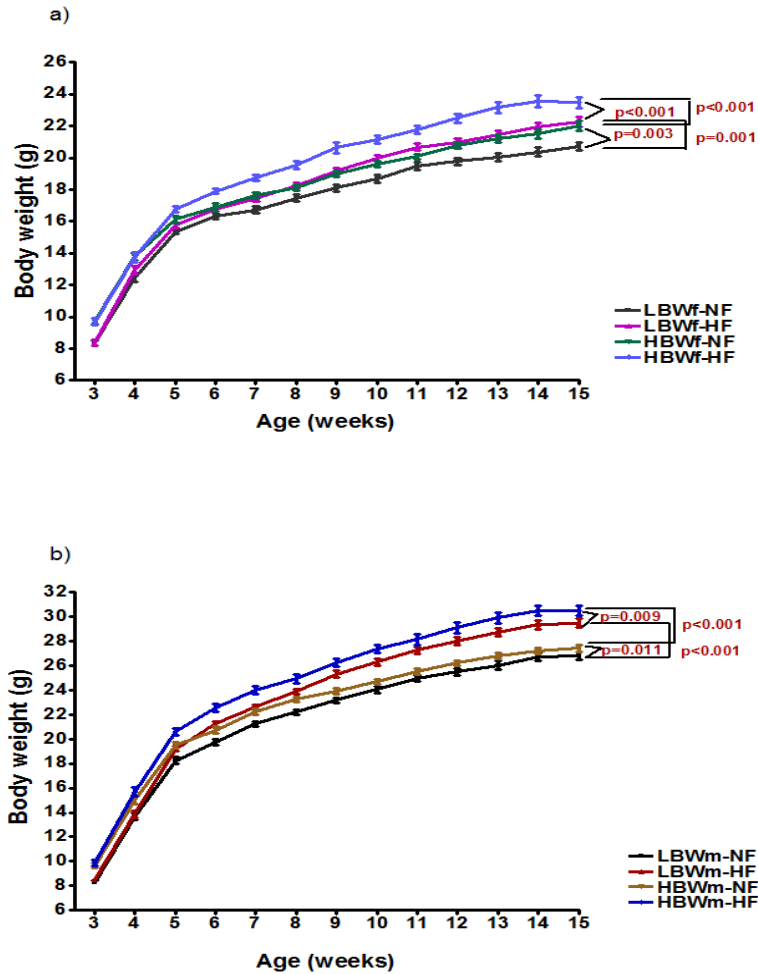 a)
Body weight (g)
26
24
22
20
18
16
14
12
10
8
6
p<0.001
p<0.001
p=0.003
p=0.001
LBWf-NF
LBWf-HF
HBWf-NF
HBWf-HF
3 4 5 6 7 8 9 10 11 12 13 14 15
Age (weeks)
b)
Body weight (g)
32
30
28
26
24
22
20
18
16
14
12
10
8
6
p=0.009
p<0.001
p=0.011
p<0.001
LBWm-NF
LBWm-HF
HBWm-NF
HBWm-HF
3 4 5 6 7 8 9 10 11 12 13 14 15
Age (weeks)